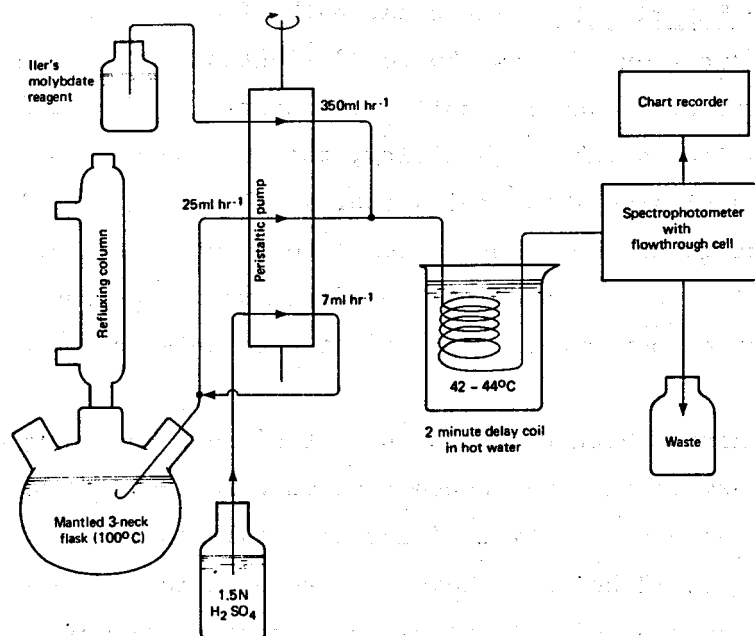 Iler's
molybdate
reagent
350ml hr⁻¹
Chart recorder
25ml hr⁻¹
Peristaltic pump
Spectrophotometer
with
flowthrough cell
Refluxing column
7ml hr⁻¹
42 – 44°C
2 minute delay coil
in hot water
Waste
Mantled 3-neck
flask (100°C)
1.5N
H₂SO₄